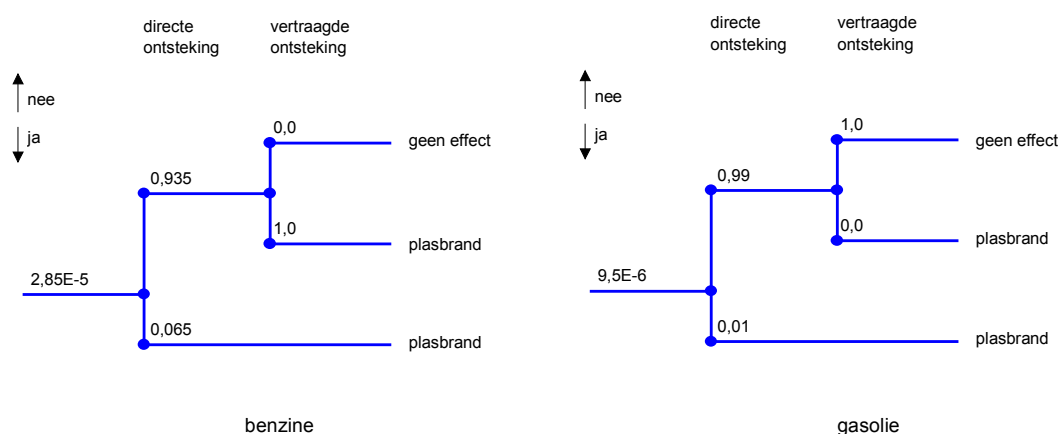 directe
ontsteking
vertraagde
ontsteking
nee
ja
0,0
geen effect
0,935
1,0
plasbrand
2,85E-5
0,065
plasbrand
benzine
directe
ontsteking
vertraagde
ontsteking
nee
ja
1,0
geen effect
0,99
0,0
plasbrand
9,5E-6
0,01
plasbrand
gasolie